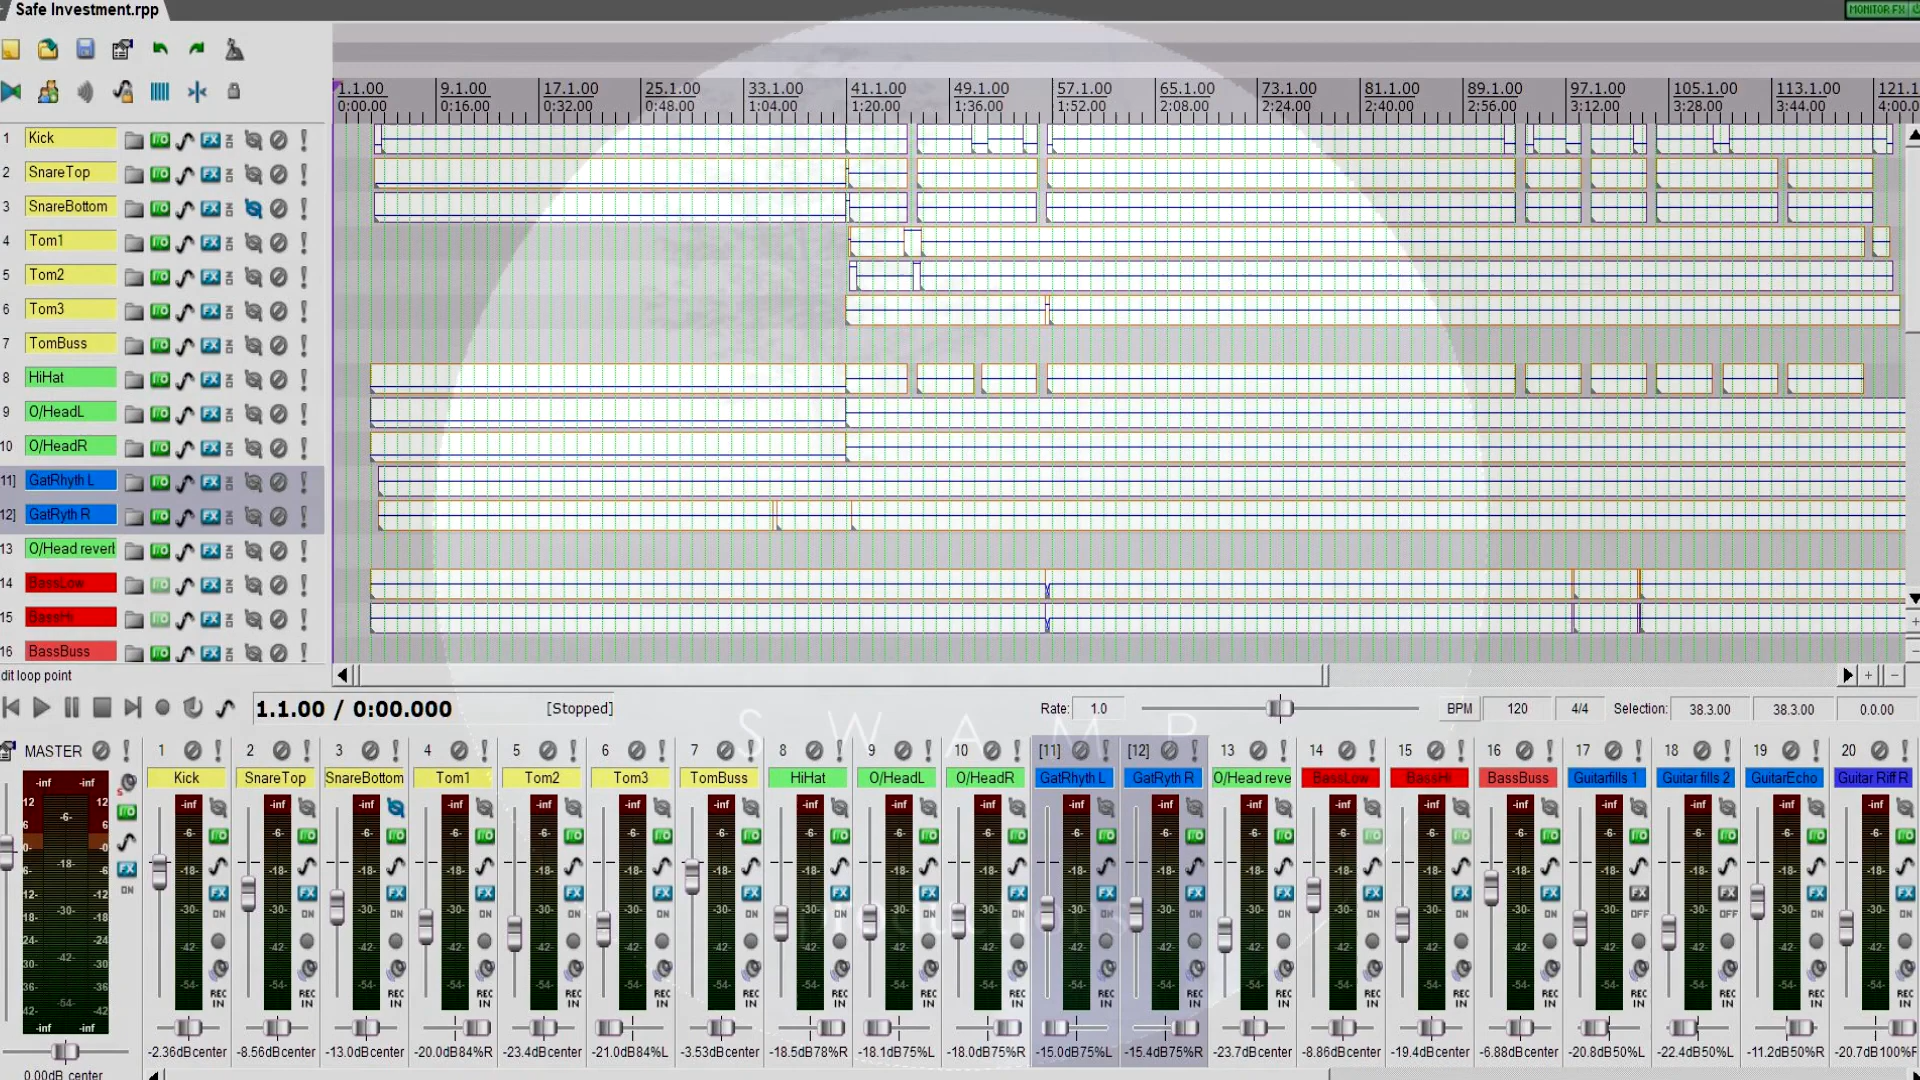 Safe Investment.rpp
MONITOR FX
1.1.00 9.1.00 17.1.00 25.1.00 33.1.00 41.1.00 49.1.00 57.1.00 65.1.00 73.1.00 81.1.00 89.1.00 97.1.00 105.1.00 113.1.00 121.1
0:00.00 0:16.00 0:32.00 0:48.00 1:04.00 1:20.00 1:36.00 1:52.00 2:08.00 2:24.00 2:40.00 2:56.00 3:12.00 3:28.00 3:44.00 4:00.0
1 Kick
2 SnareTop
3 SnareBottom
4 Tom1
5 Tom2
6 Tom3
7 TomBuss
8 HiHat
9 O/HeadL
10 O/HeadR
11] GatRhyth L
12] GatRyth R
13 O/Head reverb
14 BassLow
15 BassHi
16 BassBuss
dit loop point
1.1.00 / 0:00.000 [Stopped] Rate: 1.0 BPM 120 4/4 Selection: 38.3.00 38.3.00 0.0.00
S W A M P
MASTER 1 2 3 4 5 6 7 8 9 10 [11] [12] 13 14 15 16 17 18 19 20
Kick SnareTop SnareBottom Tom1 Tom2 Tom3 TomBuss HiHat O/HeadL O/HeadR GatRhyth L GatRyth R O/Head reve BassLow BassHi BassBuss Guitarfills 1 Guitar fills 2 GuitarEcho Guitar Riff R
productions
-2.36dBcenter -8.56dBcenter -13.0dBcenter -20.0dB84%R -23.4dBcenter -21.0dB84%L -3.53dBcenter -18.5dB78%R -18.1dB75%L -18.0dB75%R -15.0dB75%L -15.4dB75%R -23.7dBcenter -8.86dBcenter -19.4dBcenter -6.88dBcenter -20.8dB50%L -22.4dB50%L -11.2dB50%R -20.7dB100%R
0.00dB center